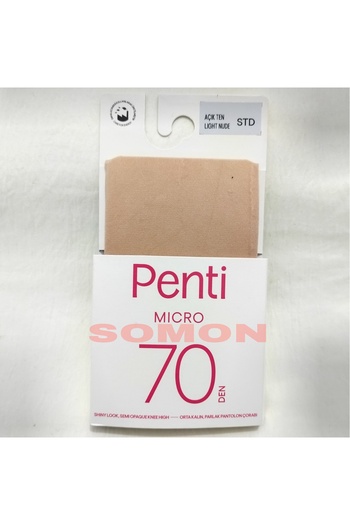 AÇIK TEN
LIGHT NUDE
STD
Penti
MICRO
SOMON
70
DEN
SHINY LOOK, SEMI OPAQUE KNEE HIGH ORTA KALIN, PARLAK PANTOLON ÇORABI